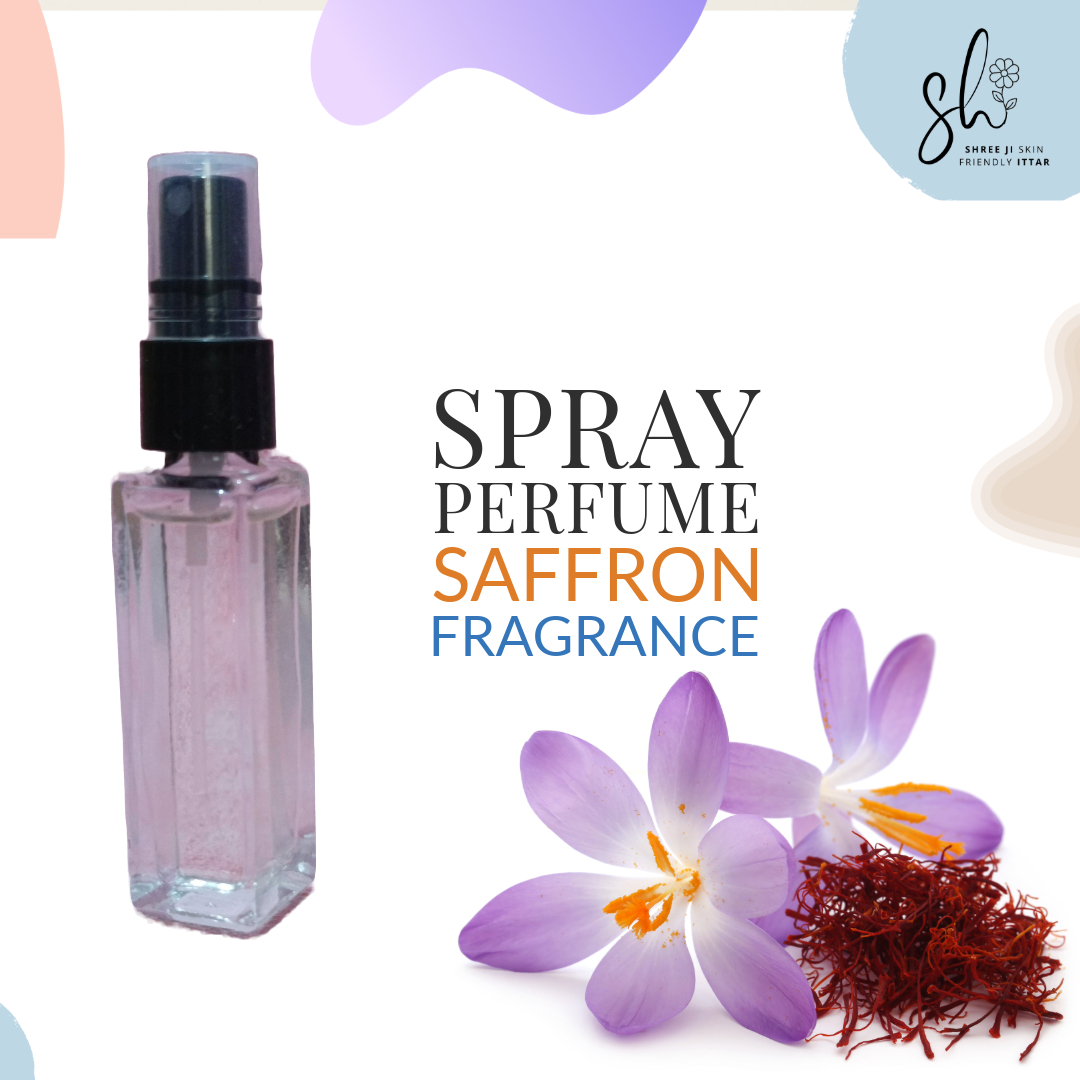 sh
SHREE JI SKIN
FRIENDLY ITTAR
SPRAY
PERFUME
SAFFRON
FRAGRANCE